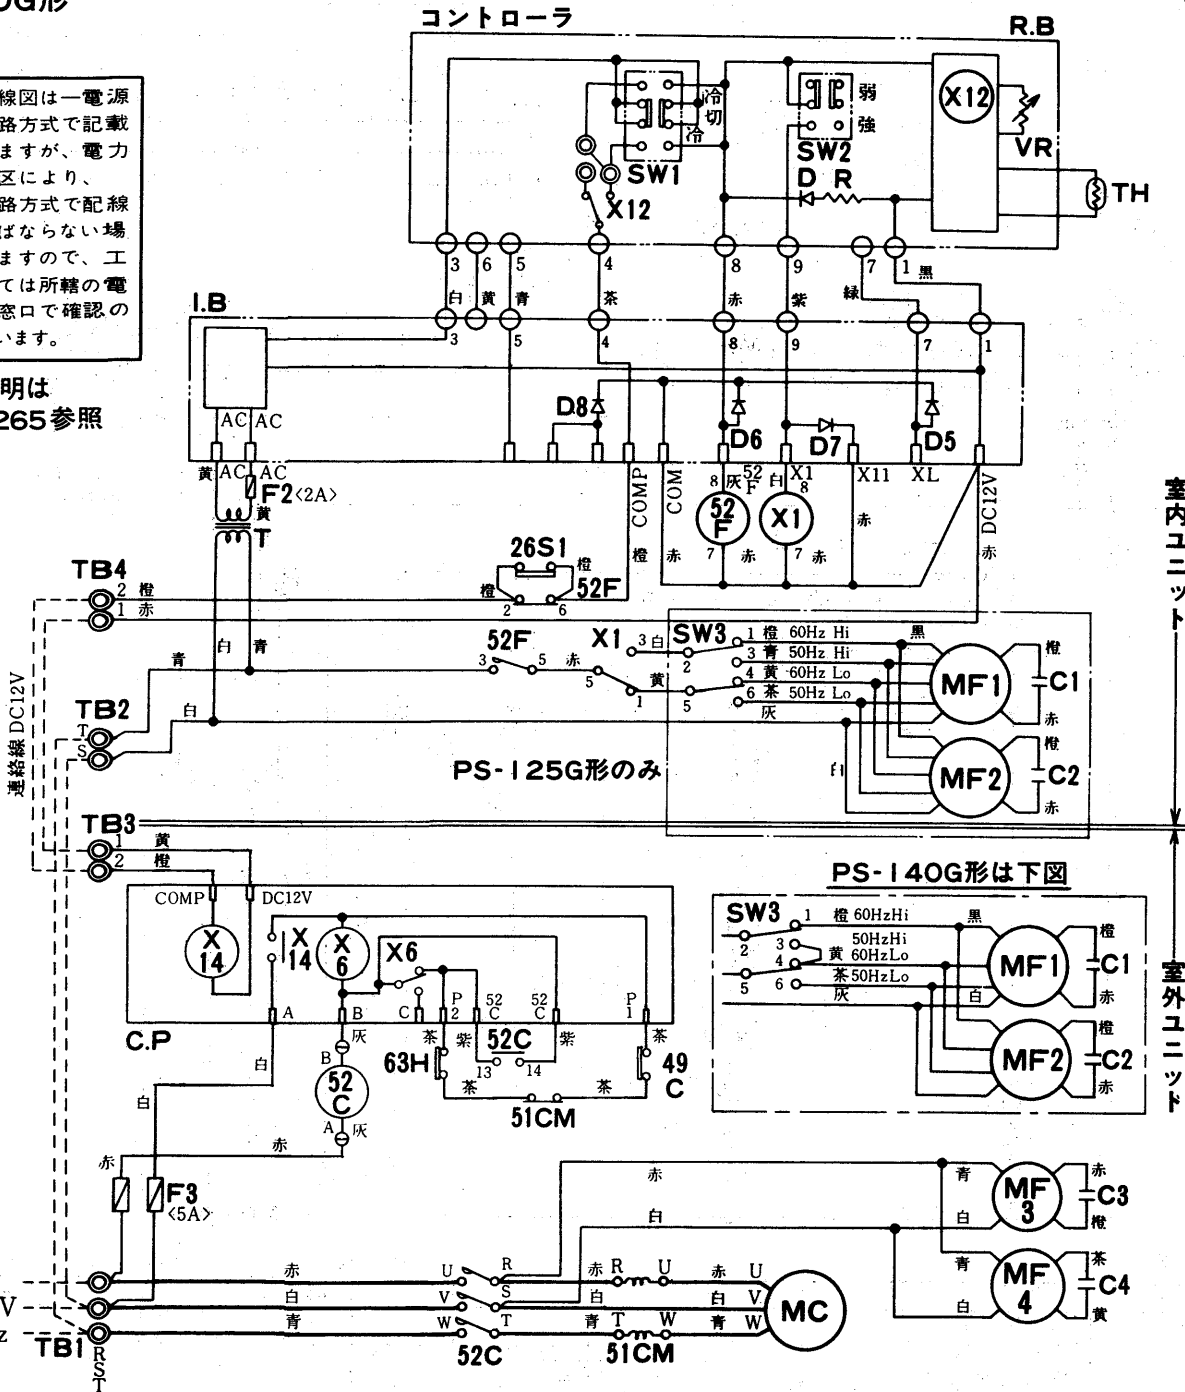 0G形
コントローラ
R.B
線図は一電源
路方式で記載
ますが、電力
区により、
路方式で配線
ばならない場
ますので、工
ては所轄の電
窓口で確認の
います。
明は
265参照
冷
切
冷
SW1
X12
弱
強
SW2
D R
X12
VR
TH
3 6 5 4 8 9 7 1
白 黄 青 茶 赤 紫 緑 黒
I.B
3 5 4 8 9 7 1
AC AC
D8 D6 D7 D5
黄 AC AC
F2<2A>
黄
T
COMP COM 52F X1 X11 XL DC12V
8 灰 白 8
52F X1
橙 赤 7 赤 7 赤 赤 赤
室内ユニット
26S1
橙 橙
52F
2 6
TB4
2 橙
1 赤
白 青
青
52F
3 5 赤
X1
5 3 白
1 黄
SW3
2 5
1 橙 60Hz Hi
3 青 50Hz Hi
4 黄 60Hz Lo
6 茶 50Hz Lo
灰
黒
白
MF1
橙
C1
赤
MF2
橙
C2
赤
TB2
T
S
白
連絡線DC12V
PS-125G形のみ
TB3
1 黄
2 橙
COMP DC12V
X14
X14
X6
X6
A B C P2 52C 52C P1
C.P
白
灰
B
52C
A 灰
茶 紫 52C 紫 茶
63H
13 14
49C
茶 茶
51CM
PS-140G形は下図
SW3
1 橙 60HzHi
2 3 50HzHi
4 黄 60HzLo
5 6 茶 50HzLo
灰
黒
白
MF1
橙
C1
赤
MF2
橙
C2
赤
室外ユニット
白
赤
赤
F3
<5A>
赤
白
青
MF3
赤
C3
橙
白
青
MF4
茶
C4
黄
白
赤 U R 赤 R U 赤 U
V 白 V S 白 白 V
z 青 W T 青 T W 青 W
MC
TB1
R
S
T
52C
51CM